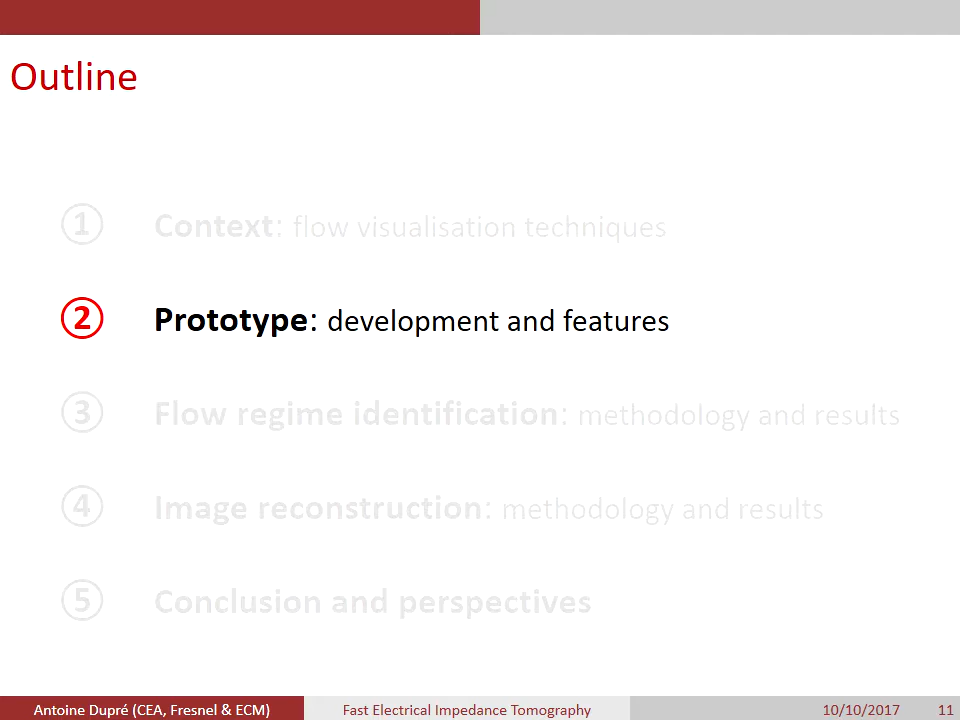 Outline
① Context: flow visualisation techniques
② Prototype: development and features
③ Flow regime identification: methodology and results
④ Image reconstruction: methodology and results
⑤ Conclusion and perspectives
Antoine Dupré (CEA, Fresnel & ECM) Fast Electrical Impedance Tomography 10/10/2017 11